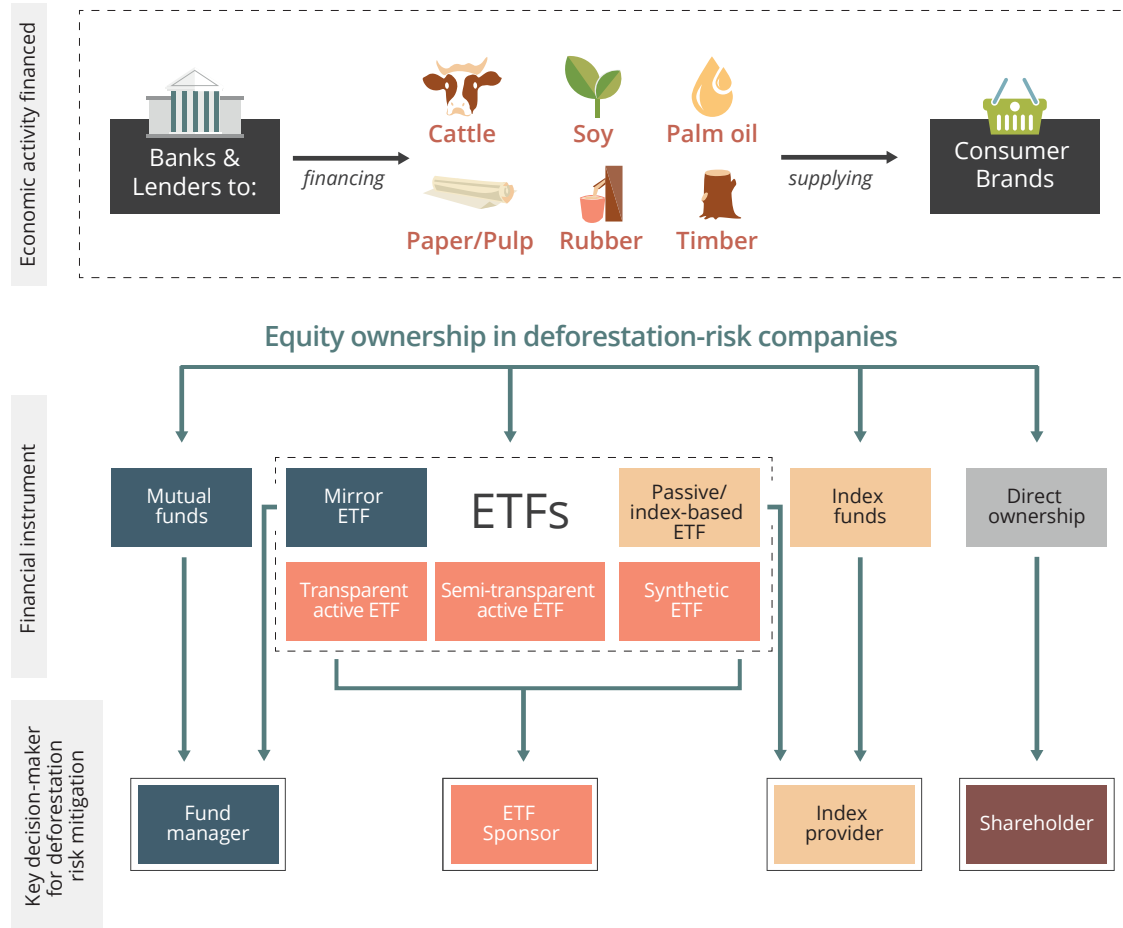 Economic activity financed
Banks &
Lenders to:
financing
Cattle
Soy
Palm oil
Paper/Pulp
Rubber
Timber
supplying
Consumer
Brands
Equity ownership in deforestation-risk companies
Financial instrument
Mutual
funds
Mirror
ETF
ETFs
Passive/
index-based
ETF
Transparent
active ETF
Semi-transparent
active ETF
Synthetic
ETF
Index
funds
Direct
ownership
Key decision-maker
for deforestation
risk mitigation
Fund
manager
ETF
Sponsor
Index
provider
Shareholder